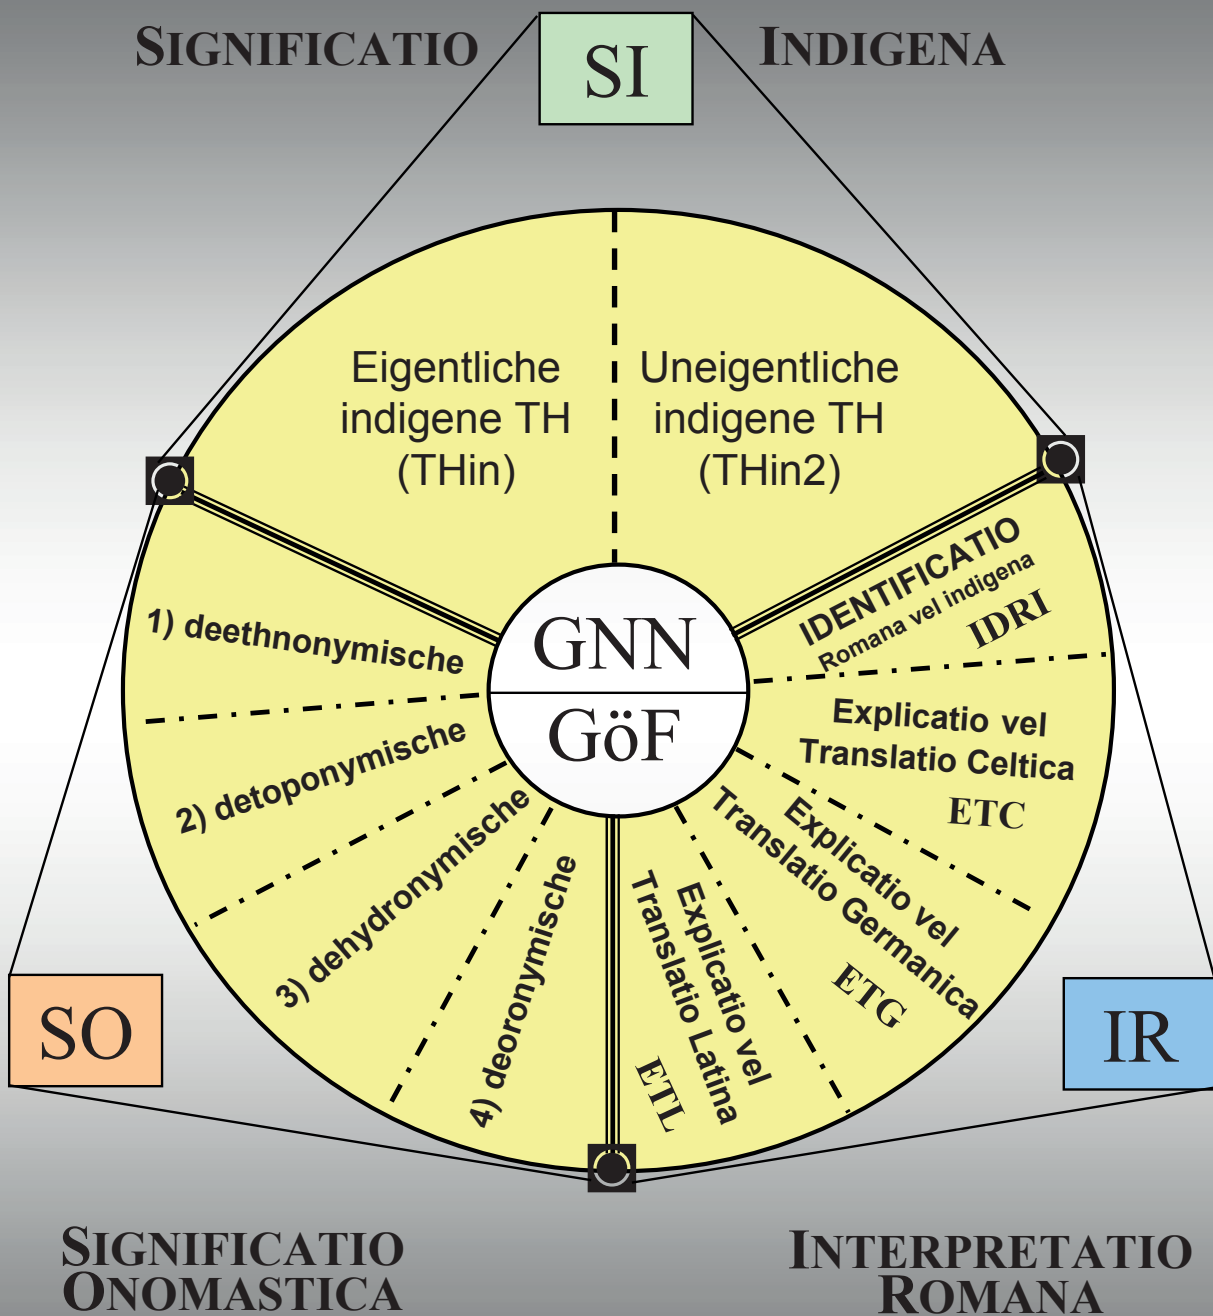 SIGNIFICATIO
SI
INDIGENA
Eigentliche
indigene TH
(THin)
Uneigentliche
indigene TH
(THin2)
IDENTIFICATIO
Romana vel indigena
IDRI
1) deethnonymische
GNN
GöF
Explicatio vel
Translatio Celtica
ETC
2) detoponymische
Explicatio vel
Translatio Germanica
ETG
3) dehydronymische
4) deoronymische
Explicatio vel
Translatio Latina
ETL
SO
IR
SIGNIFICATIO
ONOMASTICA
INTERPRETATIO
ROMANA